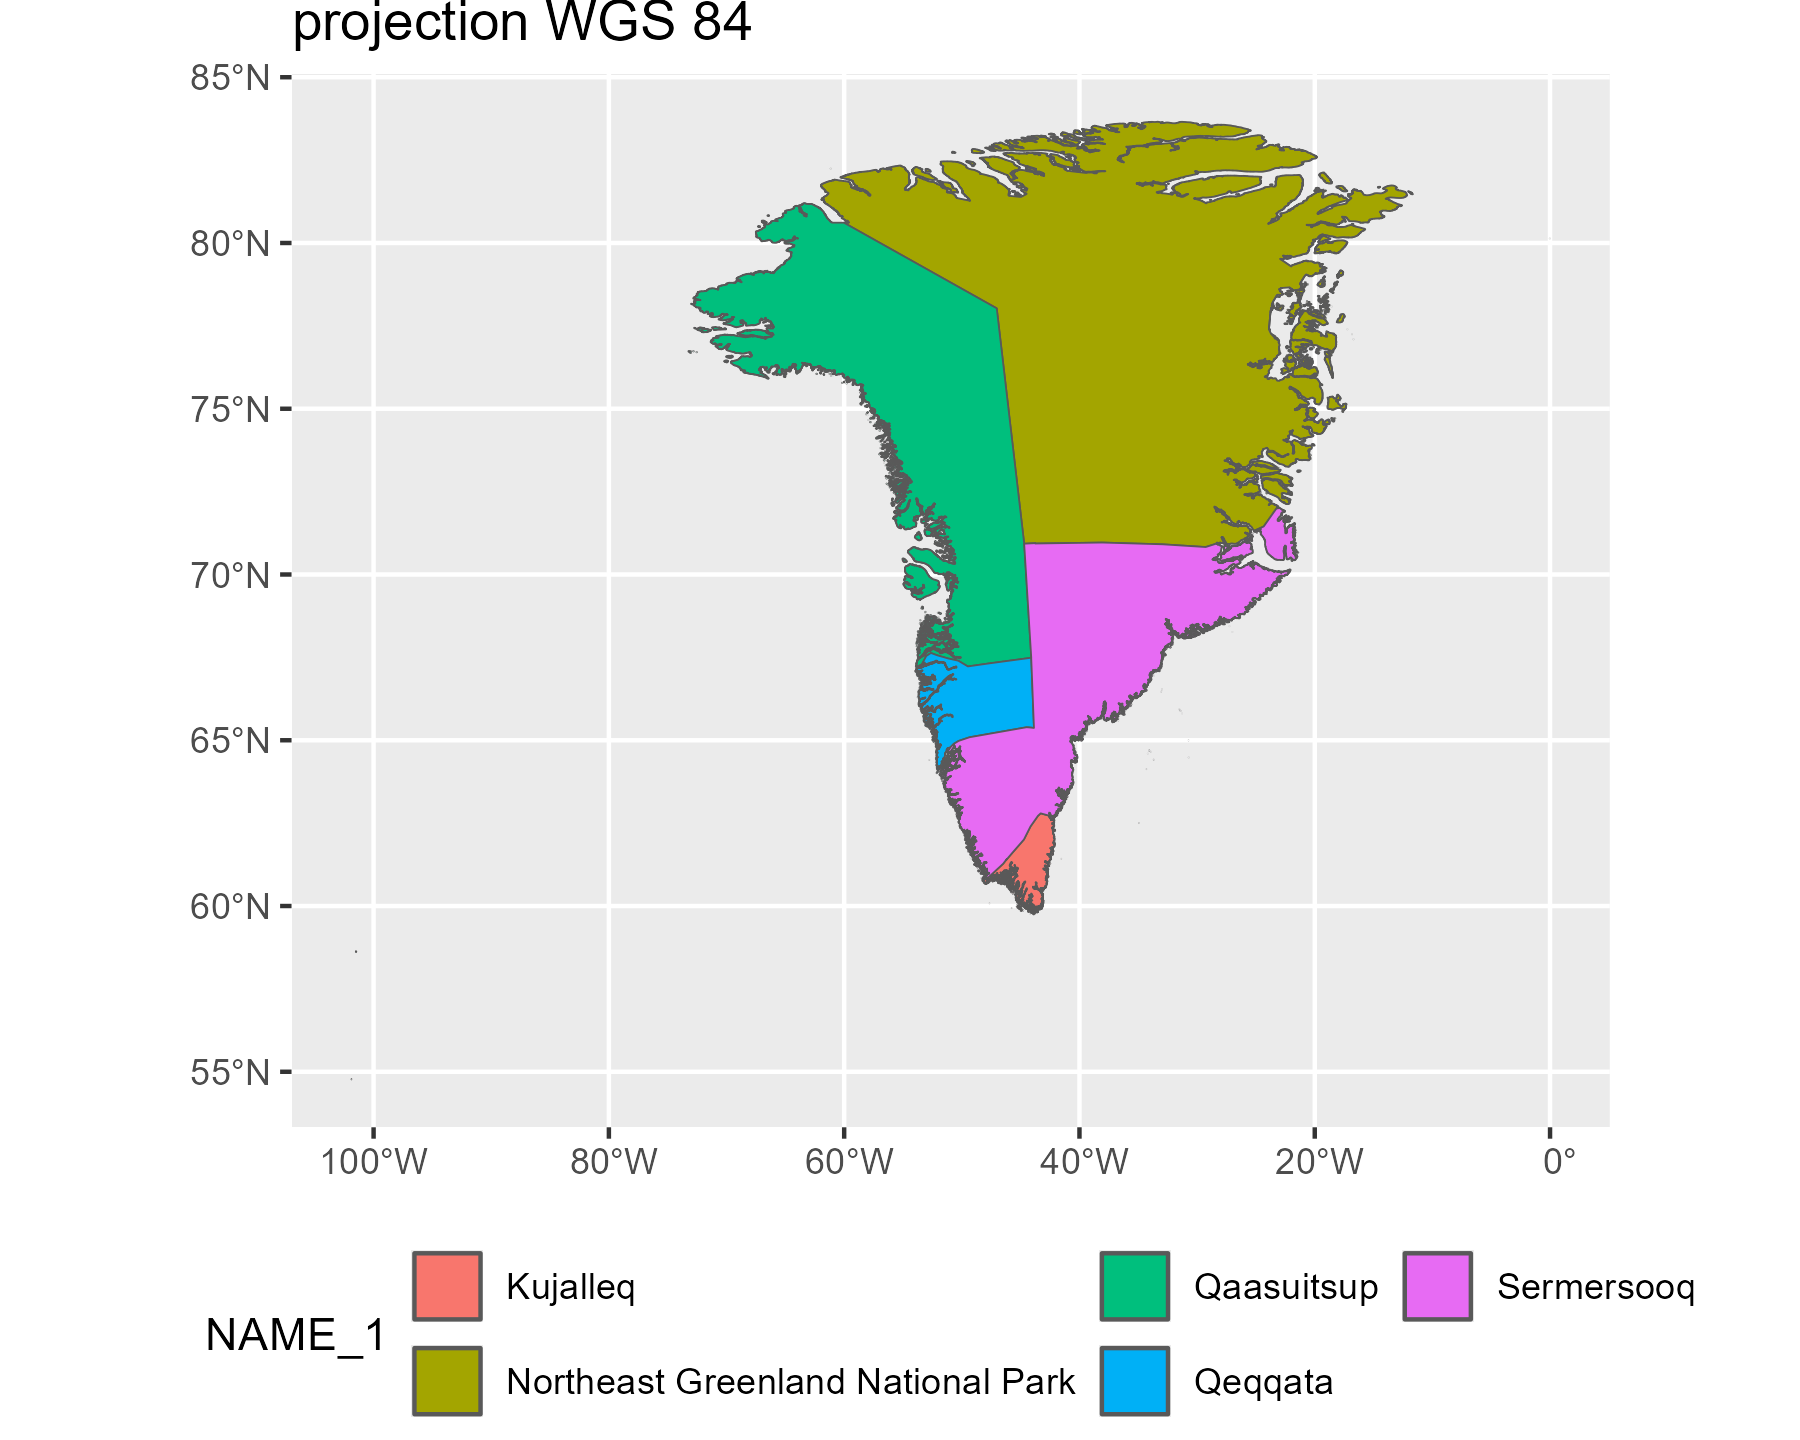 projection WGS 84
85°N
80°N
75°N
70°N
65°N
60°N
55°N
100°W 80°W 60°W 40°W 20°W 0°
NAME_1
Kujalleq
Northeast Greenland National Park
Qaasuitsup
Qeqqata
Sermersooq